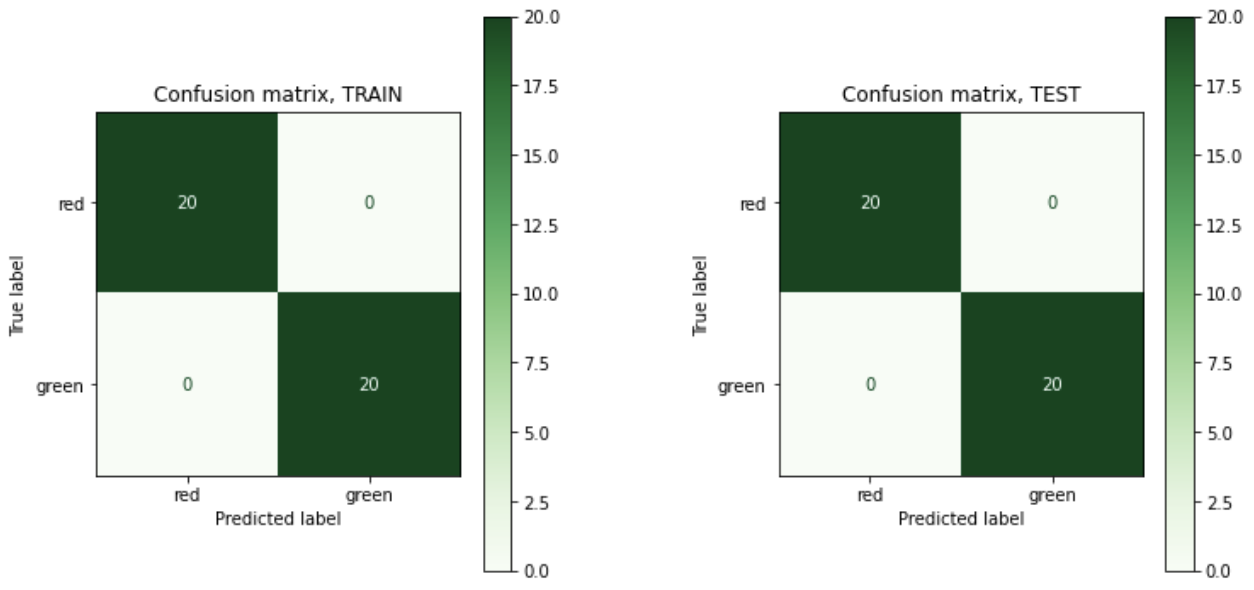 Confusion matrix, TRAIN
True label
red
green
20 0
0 20
red green
Predicted label
20.0
17.5
15.0
12.5
10.0
7.5
5.0
2.5
0.0
Confusion matrix, TEST
True label
red
green
20 0
0 20
red green
Predicted label
20.0
17.5
15.0
12.5
10.0
7.5
5.0
2.5
0.0